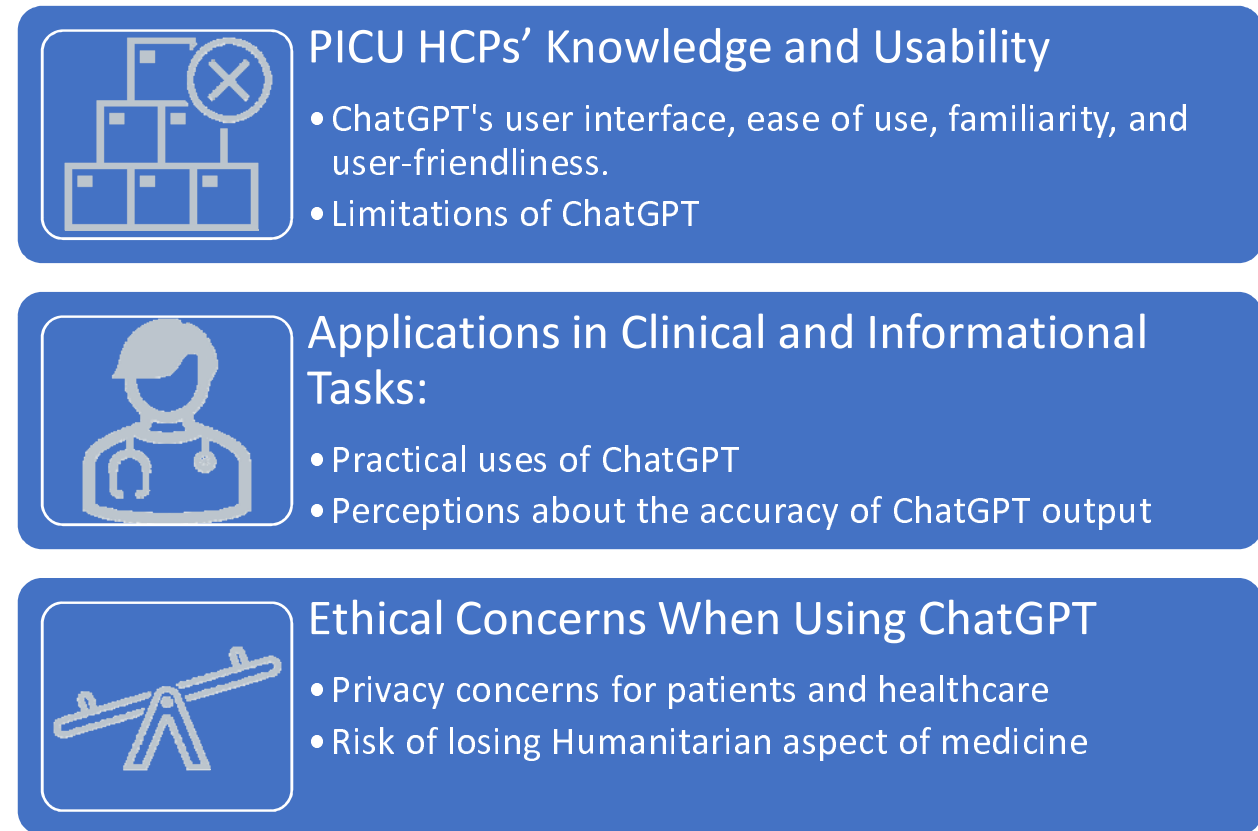 PICU HCPs’ Knowledge and Usability
•ChatGPT's user interface, ease of use, familiarity, and
user-friendliness.
•Limitations of ChatGPT
Applications in Clinical and Informational
Tasks:
•Practical uses of ChatGPT
•Perceptions about the accuracy of ChatGPT output
Ethical Concerns When Using ChatGPT
•Privacy concerns for patients and healthcare
•Risk of losing Humanitarian aspect of medicine